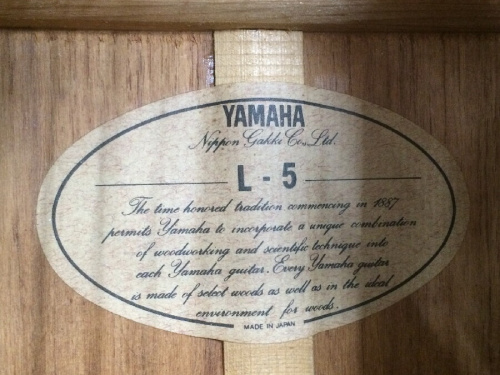 YAMAHA
Nippon Gakki Co., Ltd.
L - 5
The time honored tradition commencing in 1887
permits Yamaha to incorporate a unique combination
of woodworking and scientific technique into
each Yamaha guitar. Every Yamaha guitar
is made of select woods as well as in the ideal
environment for woods.
MADE IN JAPAN